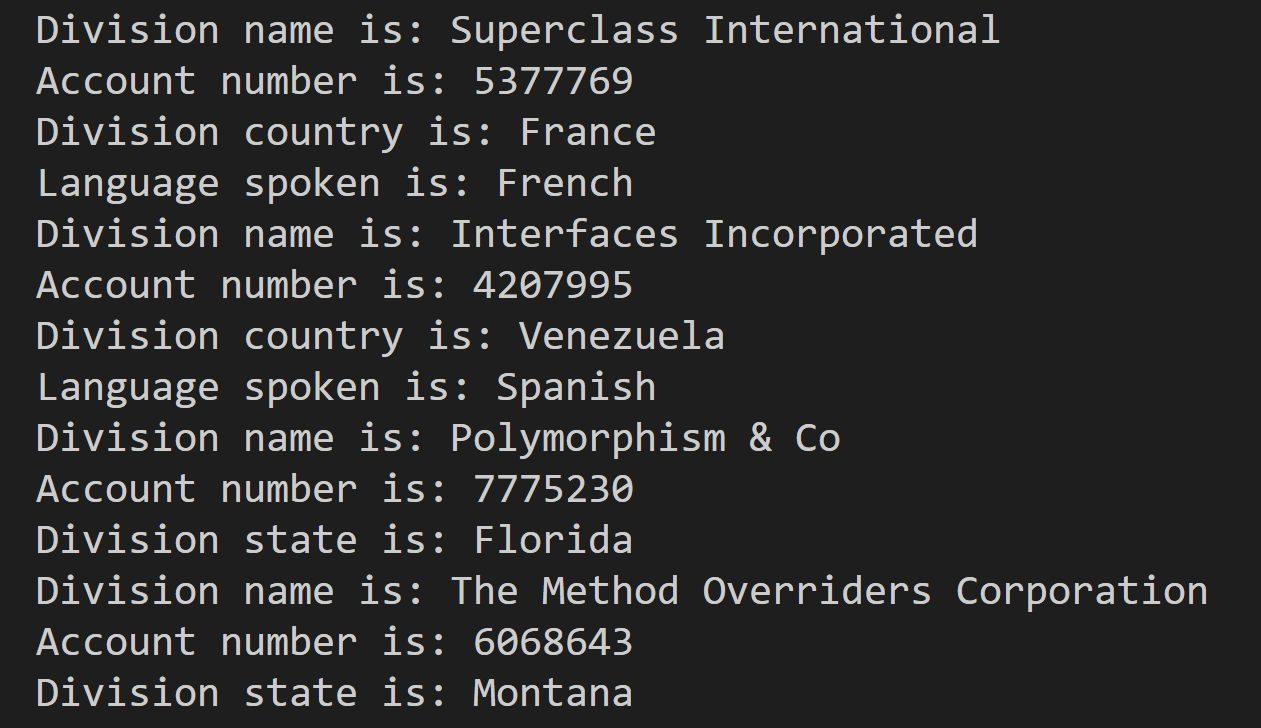 Division name is: Superclass International
Account number is: 5377769
Division country is: France
Language spoken is: French
Division name is: Interfaces Incorporated
Account number is: 4207995
Division country is: Venezuela
Language spoken is: Spanish
Division name is: Polymorphism & Co
Account number is: 7775230
Division state is: Florida
Division name is: The Method Overriders Corporation
Account number is: 6068643
Division state is: Montana